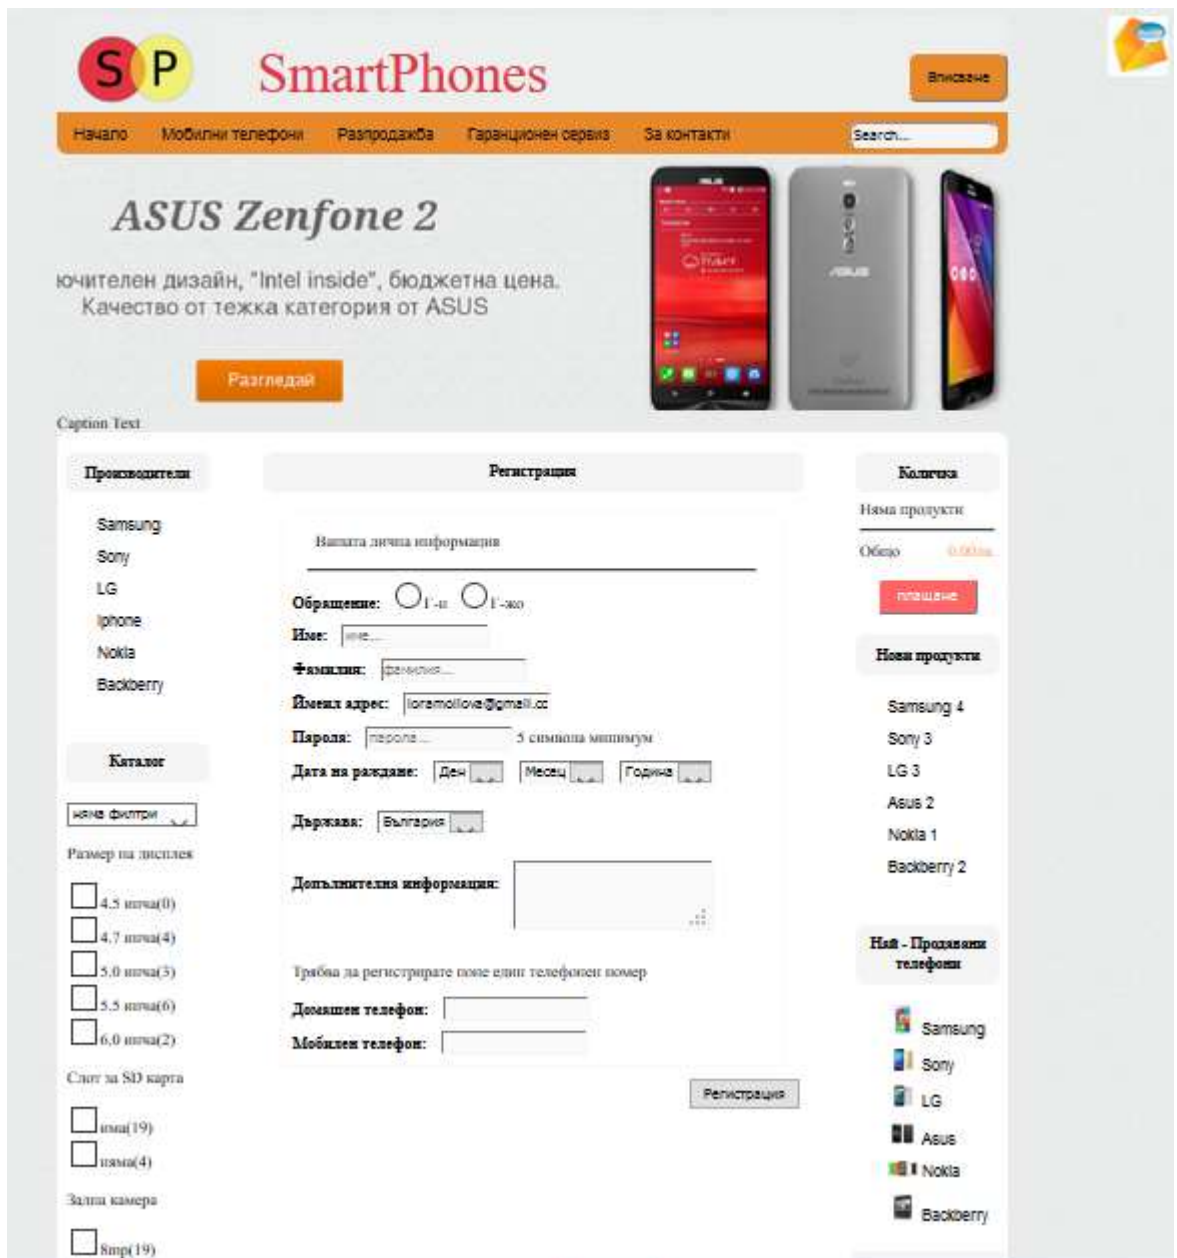 SP
SmartPhones
Вписване
Начало Мобилни телефони Разпродажба Гаранционен сервиз За контакти Search...
ASUS Zenfone 2
ючителен дизайн, "Intel inside", бюджетна цена.
Качество от тежка категория от ASUS
Разгледай
Caption Text
Производители
Samsung
Sony
LG
Iphone
Nokia
Backberry
Каталог
няма филтри
Размер на дисплея
4.5 инча(0)
4.7 инча(4)
5.0 инча(3)
5.5 инча(6)
6.0 инча(2)
Слот за SD карта
има(19)
няма(4)
Задна камера
8mp(19)
Регистрация
Вашата лична информация
Обращение: Г-н Г-жо
Име: име...
Фамилия: фамилия...
Имеил адрес:
Парола: парола... 5 символа минимум
Дата на раждане: Ден Месец Година
Държава: България
Допълнителна информация:
Трябва да регистрирате поне един телефонен номер
Домашен телефон:
Мобилен телефон:
Регистрация
Количка
Няма продукти
Общо 0.00лв.
плащане
Нови продукти
Samsung 4
Sony 3
LG 3
Asus 2
Nokia 1
Backberry 2
Най - Продавани
телефони
Samsung
Sony
LG
Asus
Nokia
Backberry